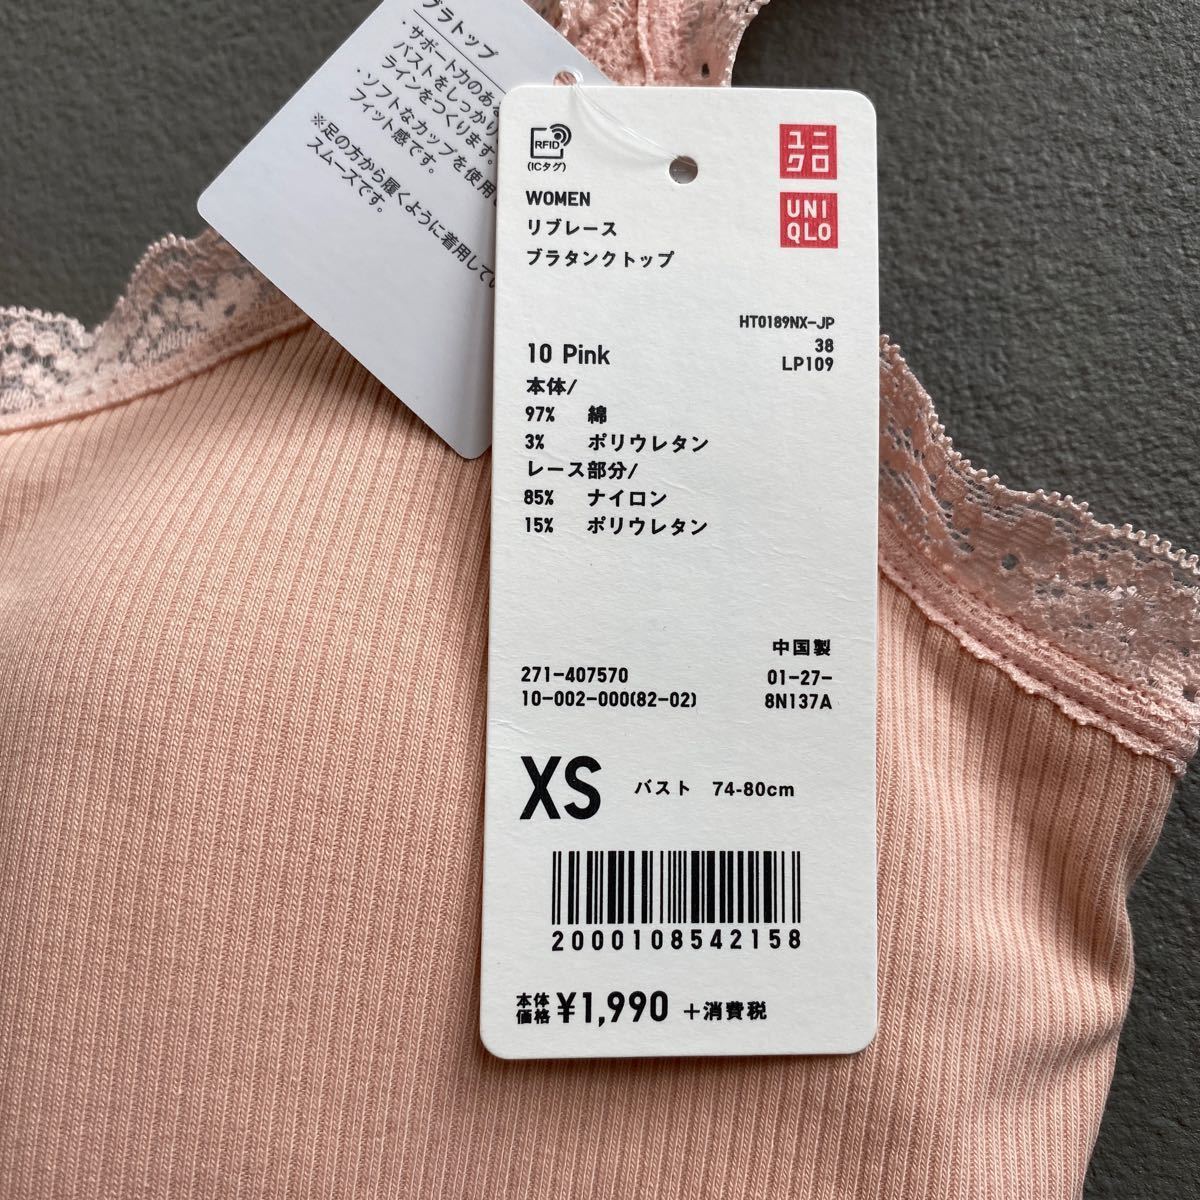 ブラトップ
・サポート力のある
バストをしっかり
ラインをつくります。
・ソフトなカップを使用し
フィット感です。
※足の方から履くように着用してい
スムーズです。
RFID
(ICタグ)
ユニ
クロ
UNI
QLO
WOMEN
リブレース
ブラタンクトップ
HT0189NX-JP
38
LP109
10 Pink
本体/
97% 綿
3% ポリウレタン
レース部分/
85% ナイロン
15% ポリウレタン
中国製
271-407570 01-27-
10-002-000(82-02) 8N137A
XS バスト 74-80cm
2000108542158
本体価格 ¥1,990 +消費税